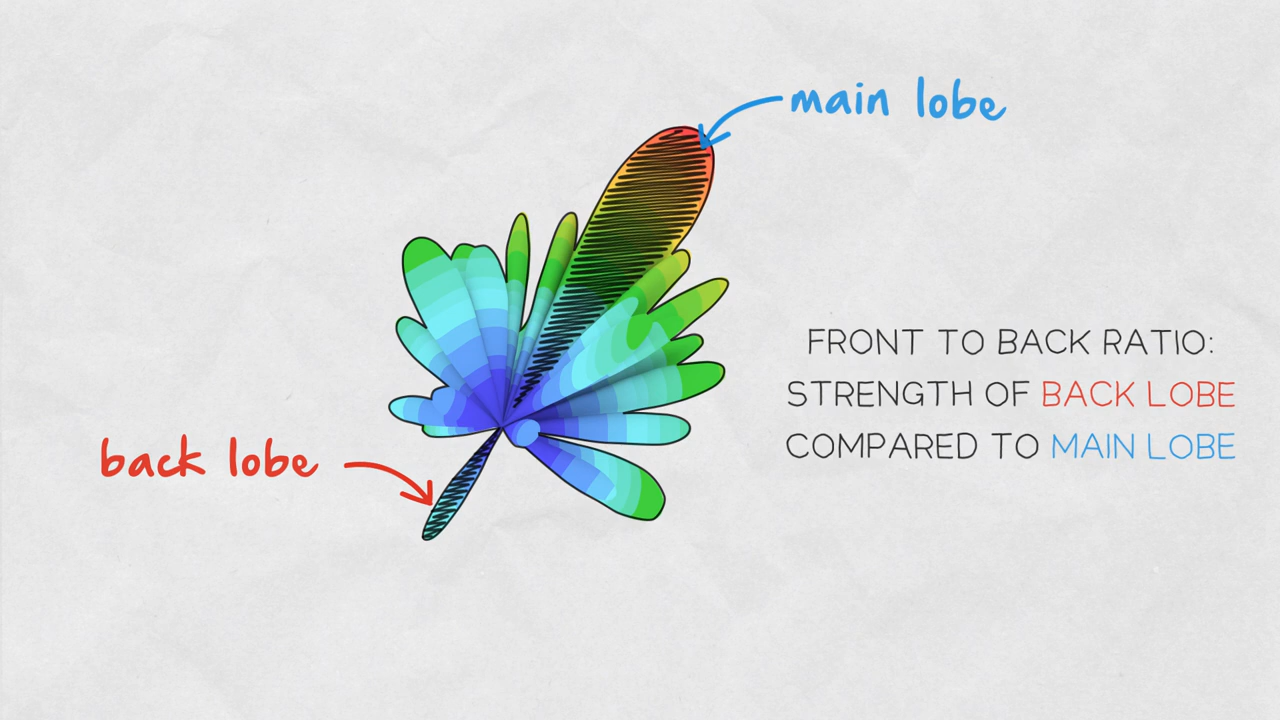 main lobe
FRONT TO BACK RATIO:
STRENGTH OF BACK LOBE
COMPARED TO MAIN LOBE
back lobe